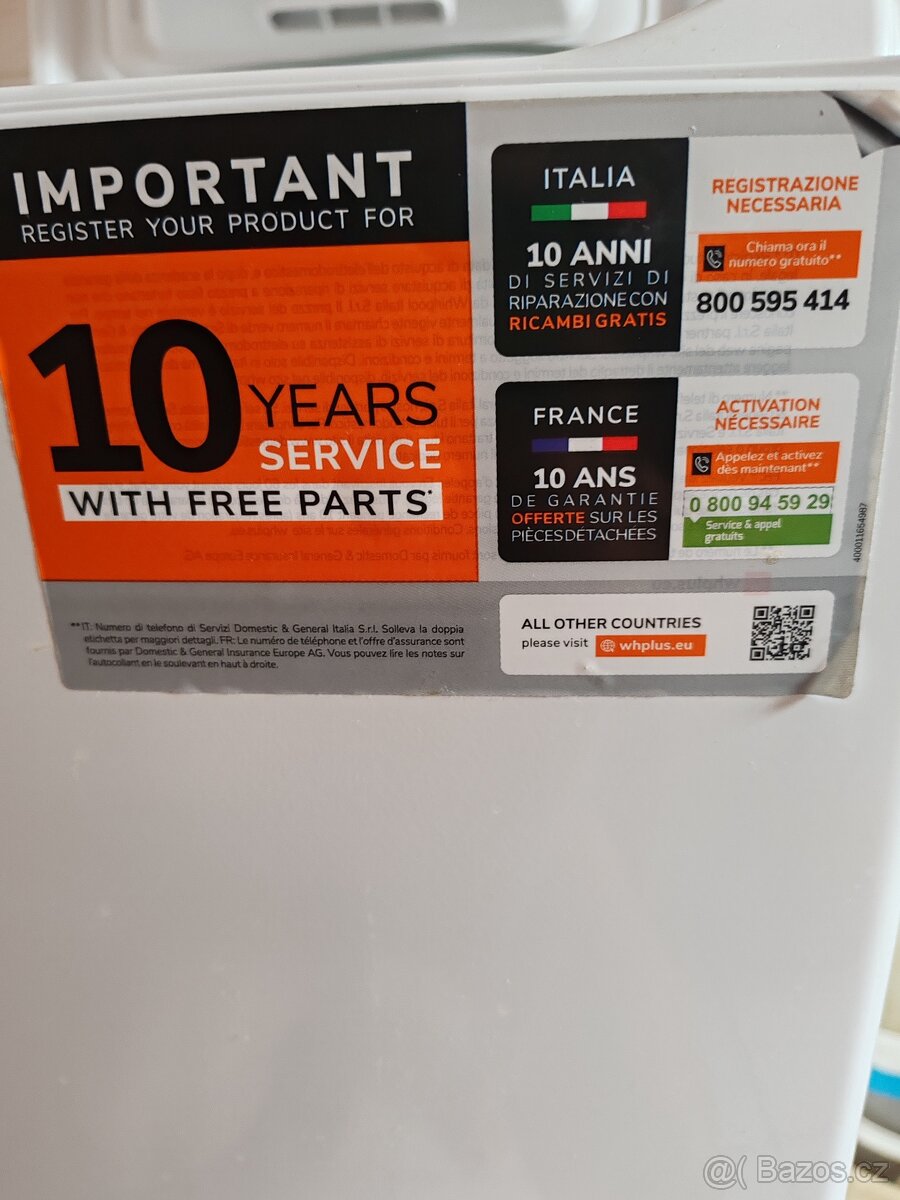 IMPORTANT
REGISTER YOUR PRODUCT FOR
10 YEARS
SERVICE
WITH FREE PARTS*
ITALIA
10 ANNI
DI SERVIZI DI
RIPARAZIONE CON
RICAMBI GRATIS
REGISTRAZIONE
NECESSARIA
Chiama ora il
numero gratuito**
800 595 414
FRANCE
10 ANS
DE GARANTIE
OFFERTE SUR LES
PIÈCES DÉTACHÉES
ACTIVATION
NÉCESSAIRE
Appelez et activez
dès maintenant**
0 800 94 59 29
Service & appel
gratuits
400011654987
**IT: Numero di telefono di Servizi Domestic & General Italia S.r.l. Solleva la doppia
etichetta per maggiori dettagli. FR: Le numéro de téléphone et l'offre d'assurance sont
fournis par Domestic & General Insurance Europe AG. Vous pouvez lire les notes sur
l'autocollant en le soulevant en haut à droite.
ALL OTHER COUNTRIES
please visit whplus.eu
@( Bazos.cz